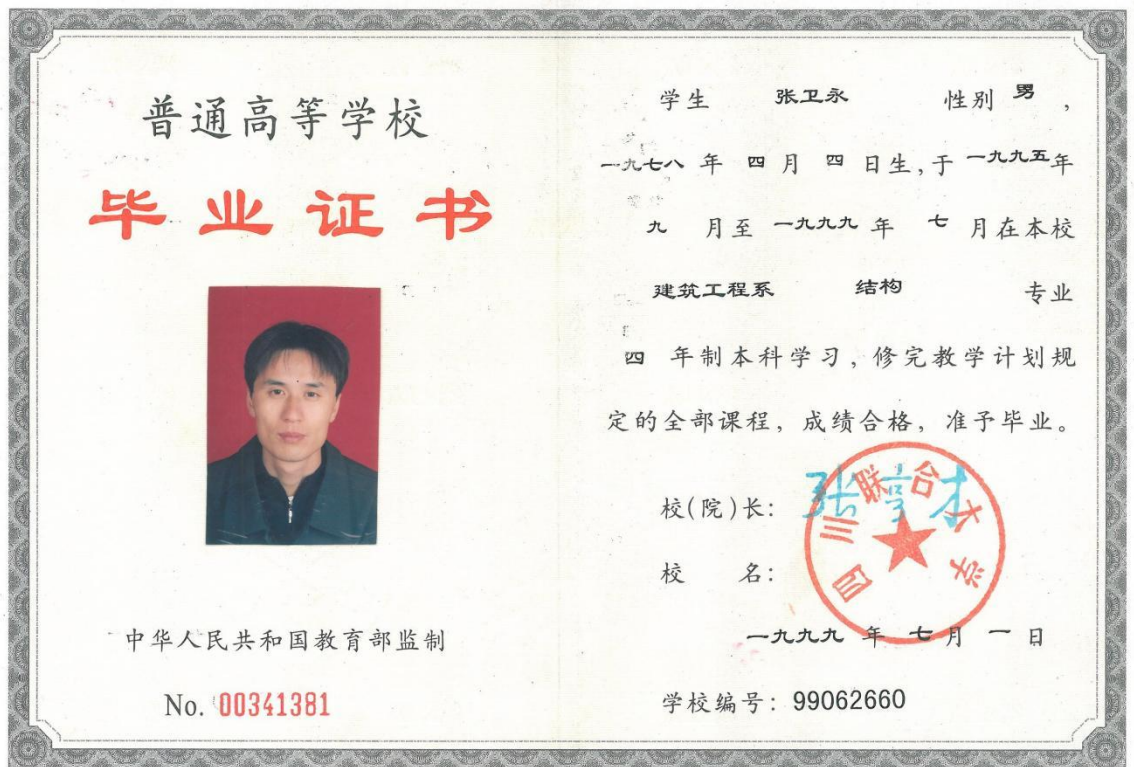 普通高等学校
毕业证书
中华人民共和国教育部监制
No. 00341381
学生 张卫永 性别 男 ,
一九七八 年 四 月 四 日生,于 一九九五年
九 月至 一九九九 年 七 月在本校
建筑工程系 结构 专业
四 年制本科学习,修完教学计划规
定的全部课程,成绩合格,准予毕业。
校(院)长:
四川联合大学
校 名:
一九九九 年 七 月 一 日
学校编号: 99062660